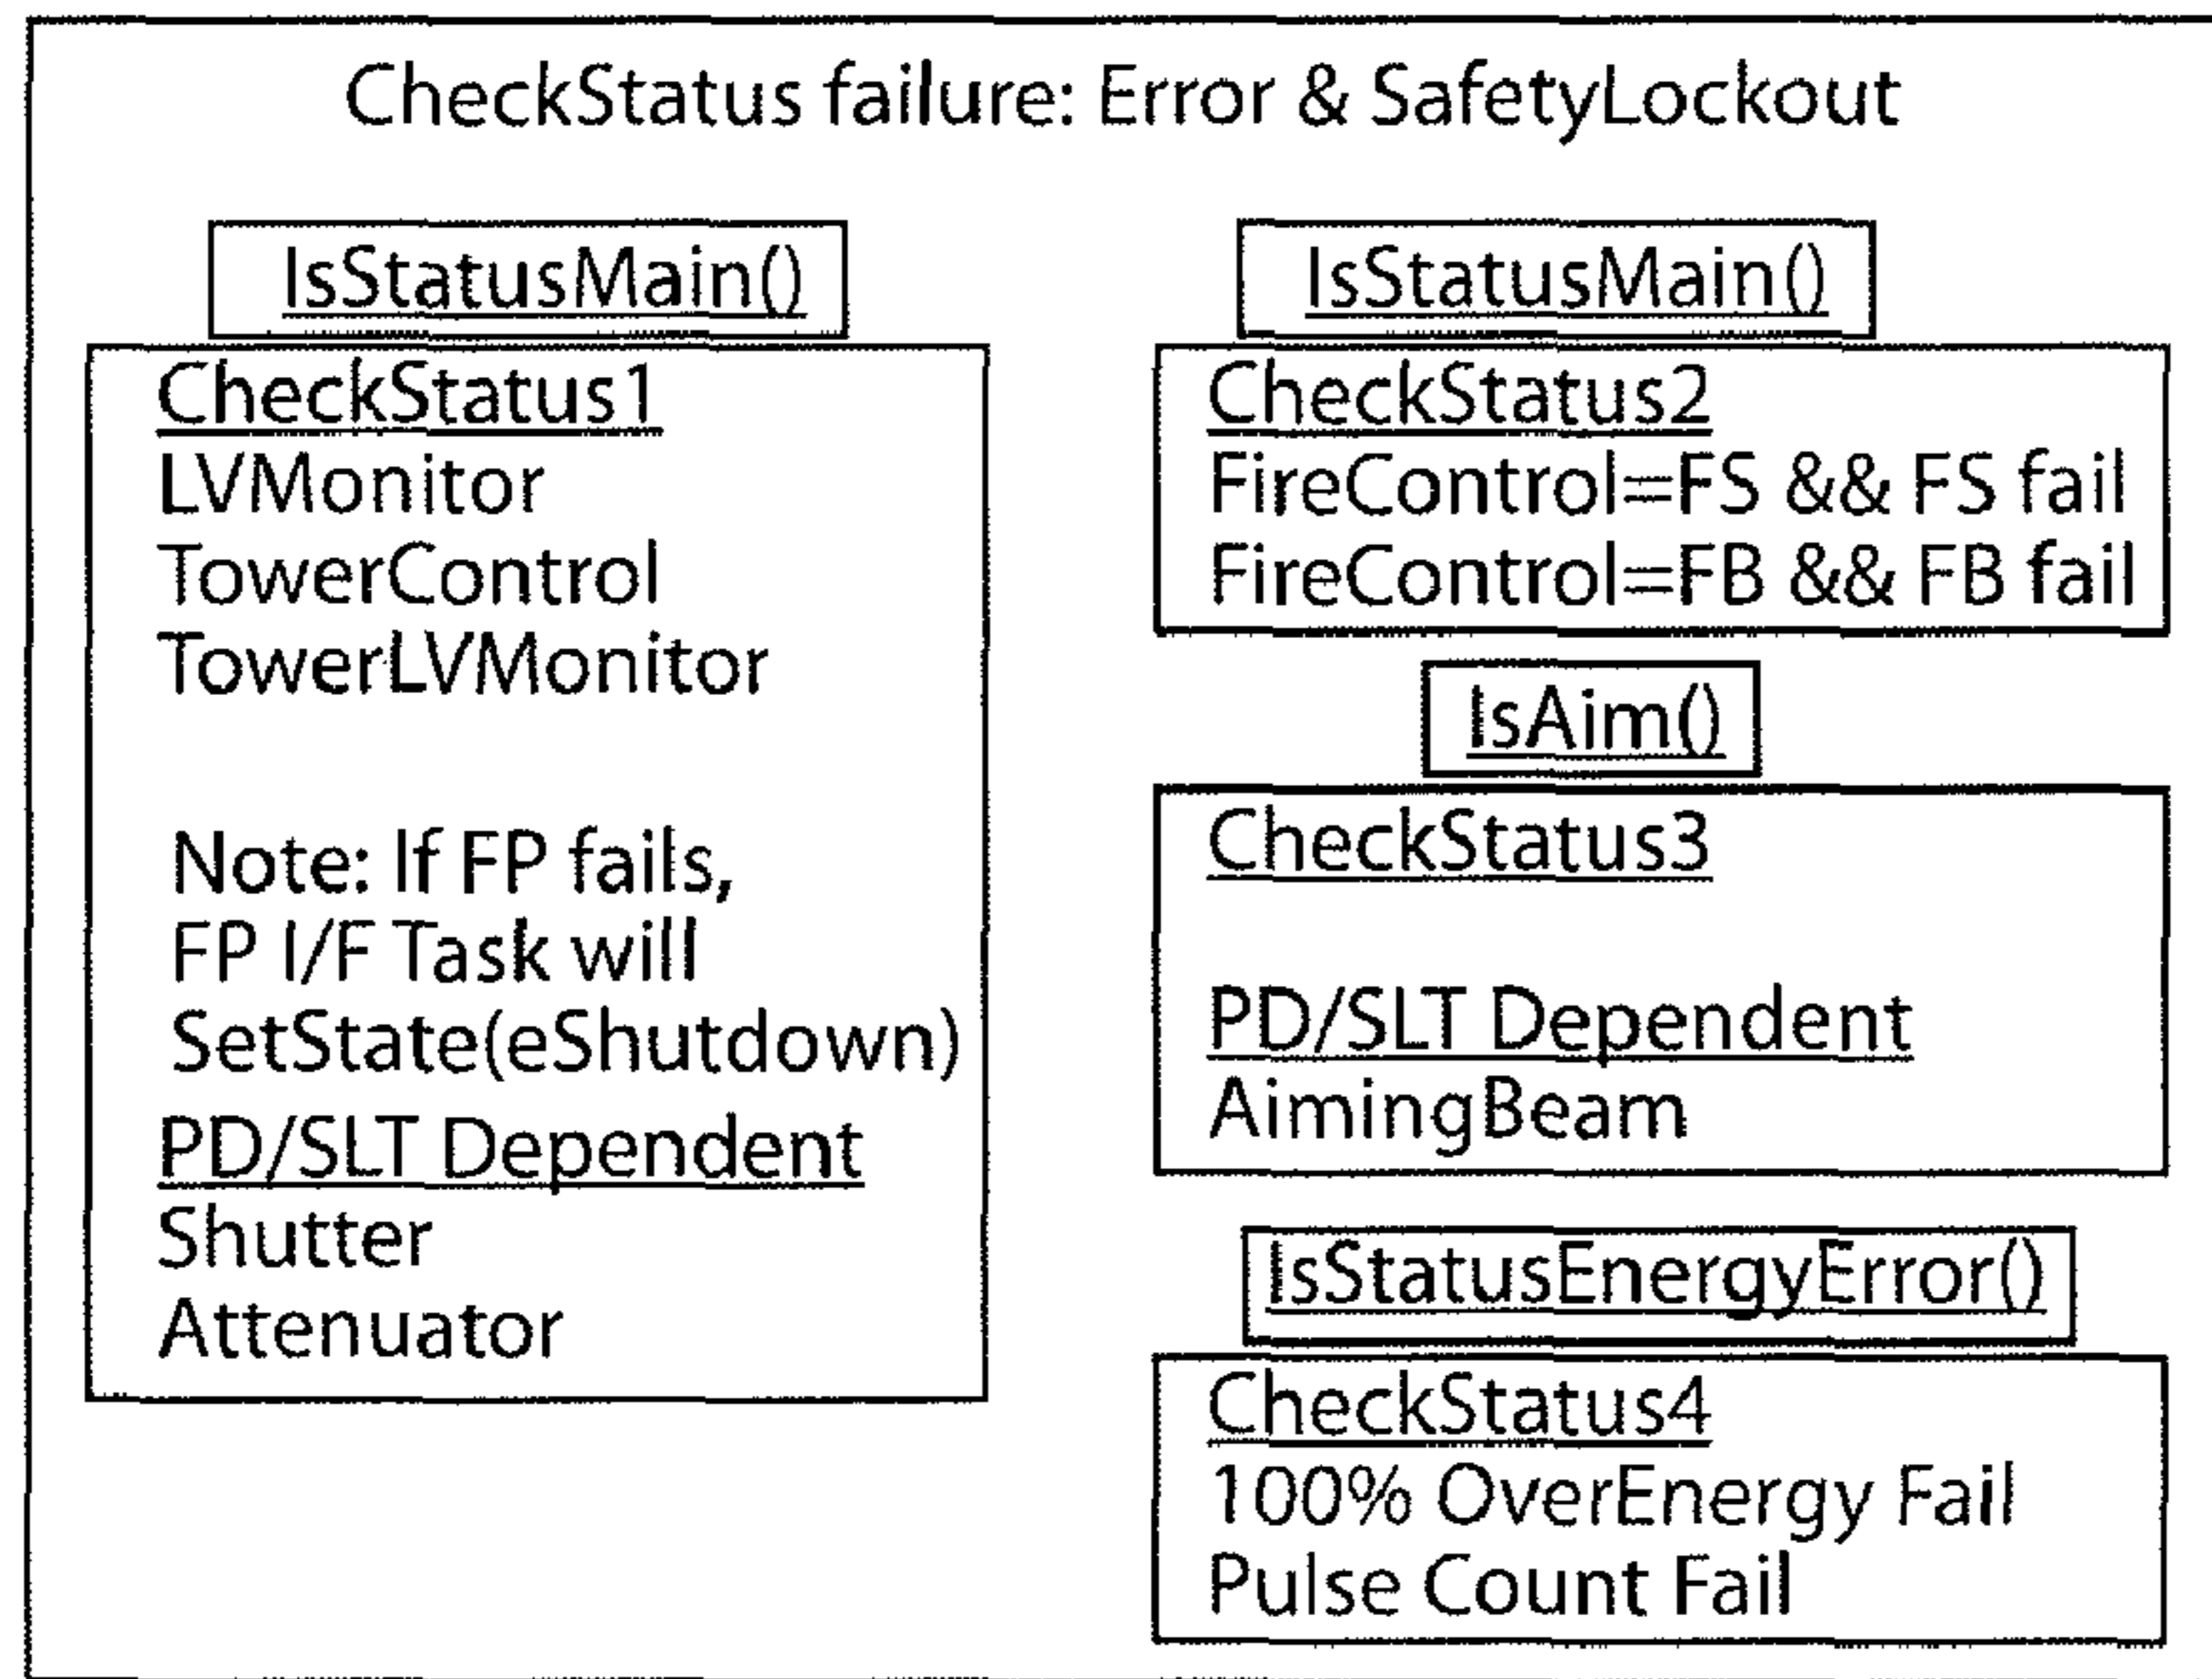 CheckStatus failure: Error & SafetyLockout
IsStatusMain()
CheckStatus1
LVMonitor
TowerControl
TowerLVMonitor
Note: If FP fails,
FP I/F Task will
SetState(eShutdown)
PD/SLT Dependent
Shutter
Attenuator
IsStatusMain()
CheckStatus2
FireControl=FS && FS fail
FireControl=FB && FB fail
IsAim()
CheckStatus3
PD/SLT Dependent
AimingBeam
IsStatusEnergyError()
CheckStatus4
100% OverEnergy Fail
Pulse Count Fail